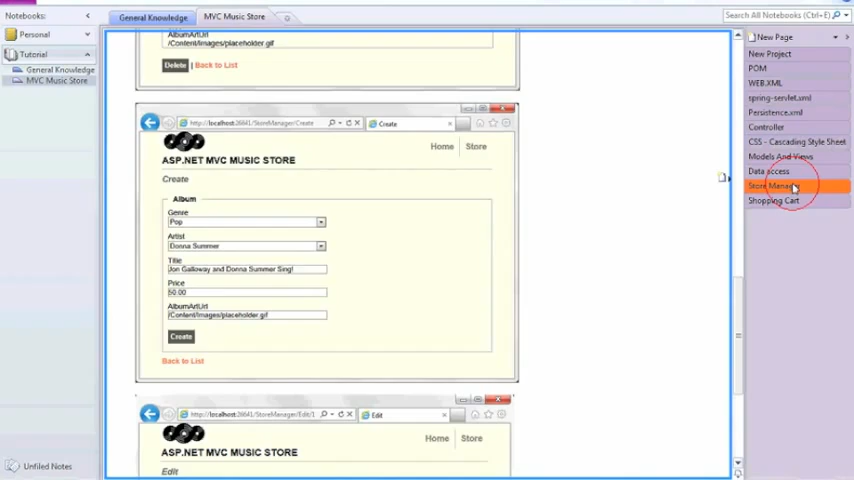 Notebooks:
General Knowledge
MVC Music Store
Search All Notebooks (Ctrl+E)
Personal
Tutorial
General Knowledge
MVC Music Store
Unfiled Notes
AlbumArtUrl
/Content/Images/placeholder.gif
Delete | Back to List
http://localhost:26641/StoreManager/Create
Create
Home Store
ASP.NET MVC MUSIC STORE
Create
Album
Genre
Pop
Artist
Donna Summer
Title
Jon Galloway and Donna Summer Sing!
Price
50.00
AlbumArtUrl
/Content/Images/placeholder.gif
Create
Back to List
http://localhost:26641/StoreManager/Edit/1
Edit
Home Store
ASP.NET MVC MUSIC STORE
Edit
New Page
New Project
POM
WEB.XML
spring-servlet.xml
Persistence.xml
Controller
CSS - Cascading Style Sheet
Models And Views
Data access
Store Manager
Shopping Cart